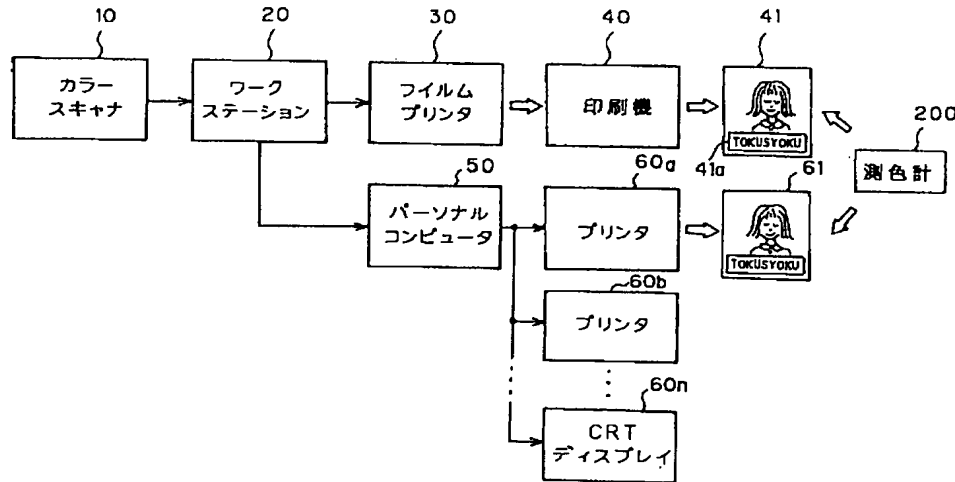 10
20
30
40
41
カラー
スキャナ
ワーク
ステーション
フイルム
プリンタ
印刷機
TOKUSYOKU
41a
200
測色計
50
60a
61
パーソナル
コンピュータ
プリンタ
TOKUSYOKU
60b
プリンタ
60n
CRT
ディスプレイ